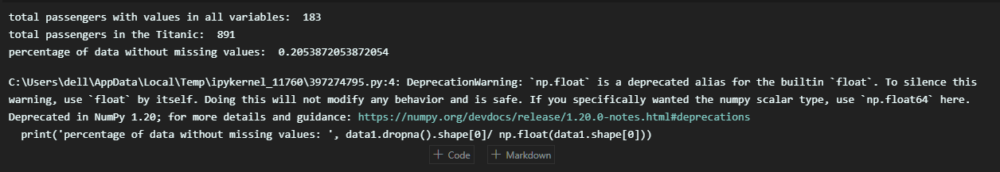 total passengers with values in all variables:  183
total passengers in the Titanic:  891
percentage of data without missing values:  0.2053872053872054
C:\Users\dell\AppData\Local\Temp\ipykernel_11760\397274795.py:4: DeprecationWarning: `np.float` is a deprecated alias for the builtin `float`. To silence this
warning, use `float` by itself. Doing this will not modify any behavior and is safe. If you specifically wanted the numpy scalar type, use `np.float64` here.
Deprecated in NumPy 1.20; for more details and guidance: https://numpy.org/devdocs/release/1.20.0-notes.html#deprecations
  print('percentage of data without missing values: ', data1.dropna().shape[0]/ np.float(data1.shape[0]))
+ Code + Markdown